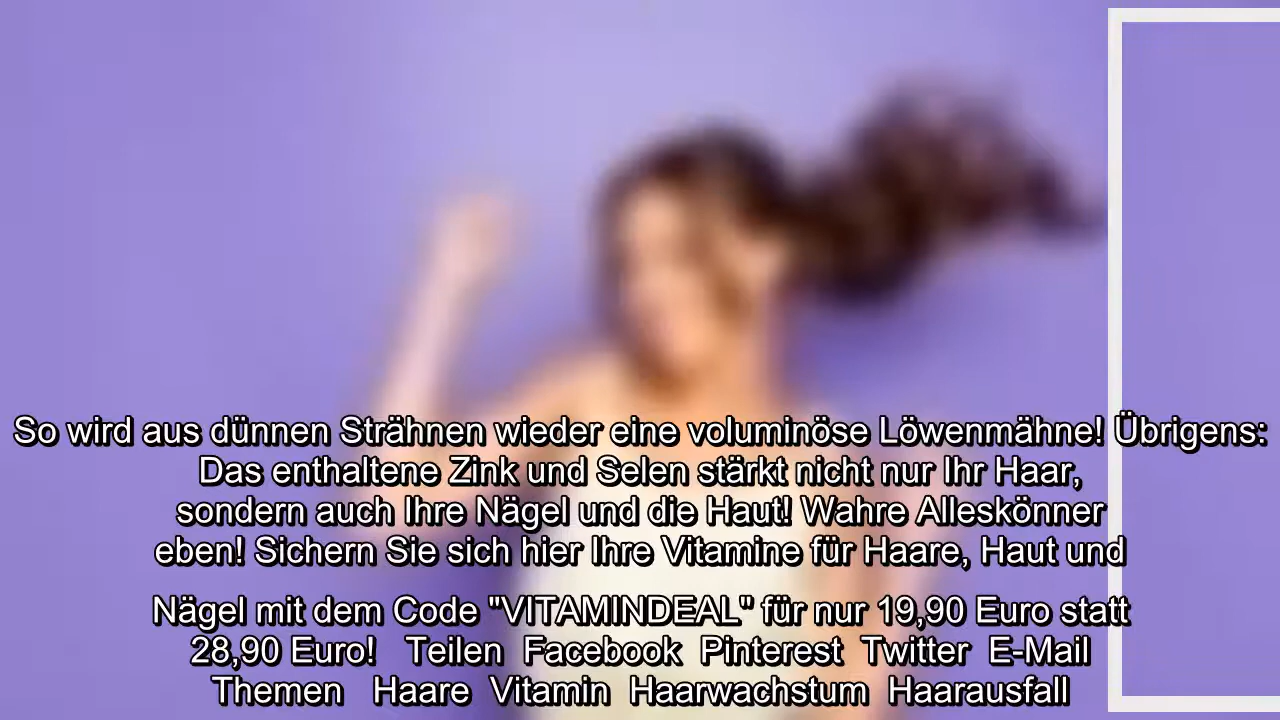 So wird aus dünnen Strähnen wieder eine voluminöse Löwenmähne! Übrigens:
Das enthaltene Zink und Selen stärkt nicht nur Ihr Haar,
sondern auch Ihre Nägel und die Haut! Wahre Alleskönner
eben! Sichern Sie sich hier Ihre Vitamine für Haare, Haut und
Nägel mit dem Code "VITAMINDEAL" für nur 19,90 Euro statt
28,90 Euro! Teilen Facebook Pinterest Twitter E-Mail
Themen Haare Vitamin Haarwachstum Haarausfall